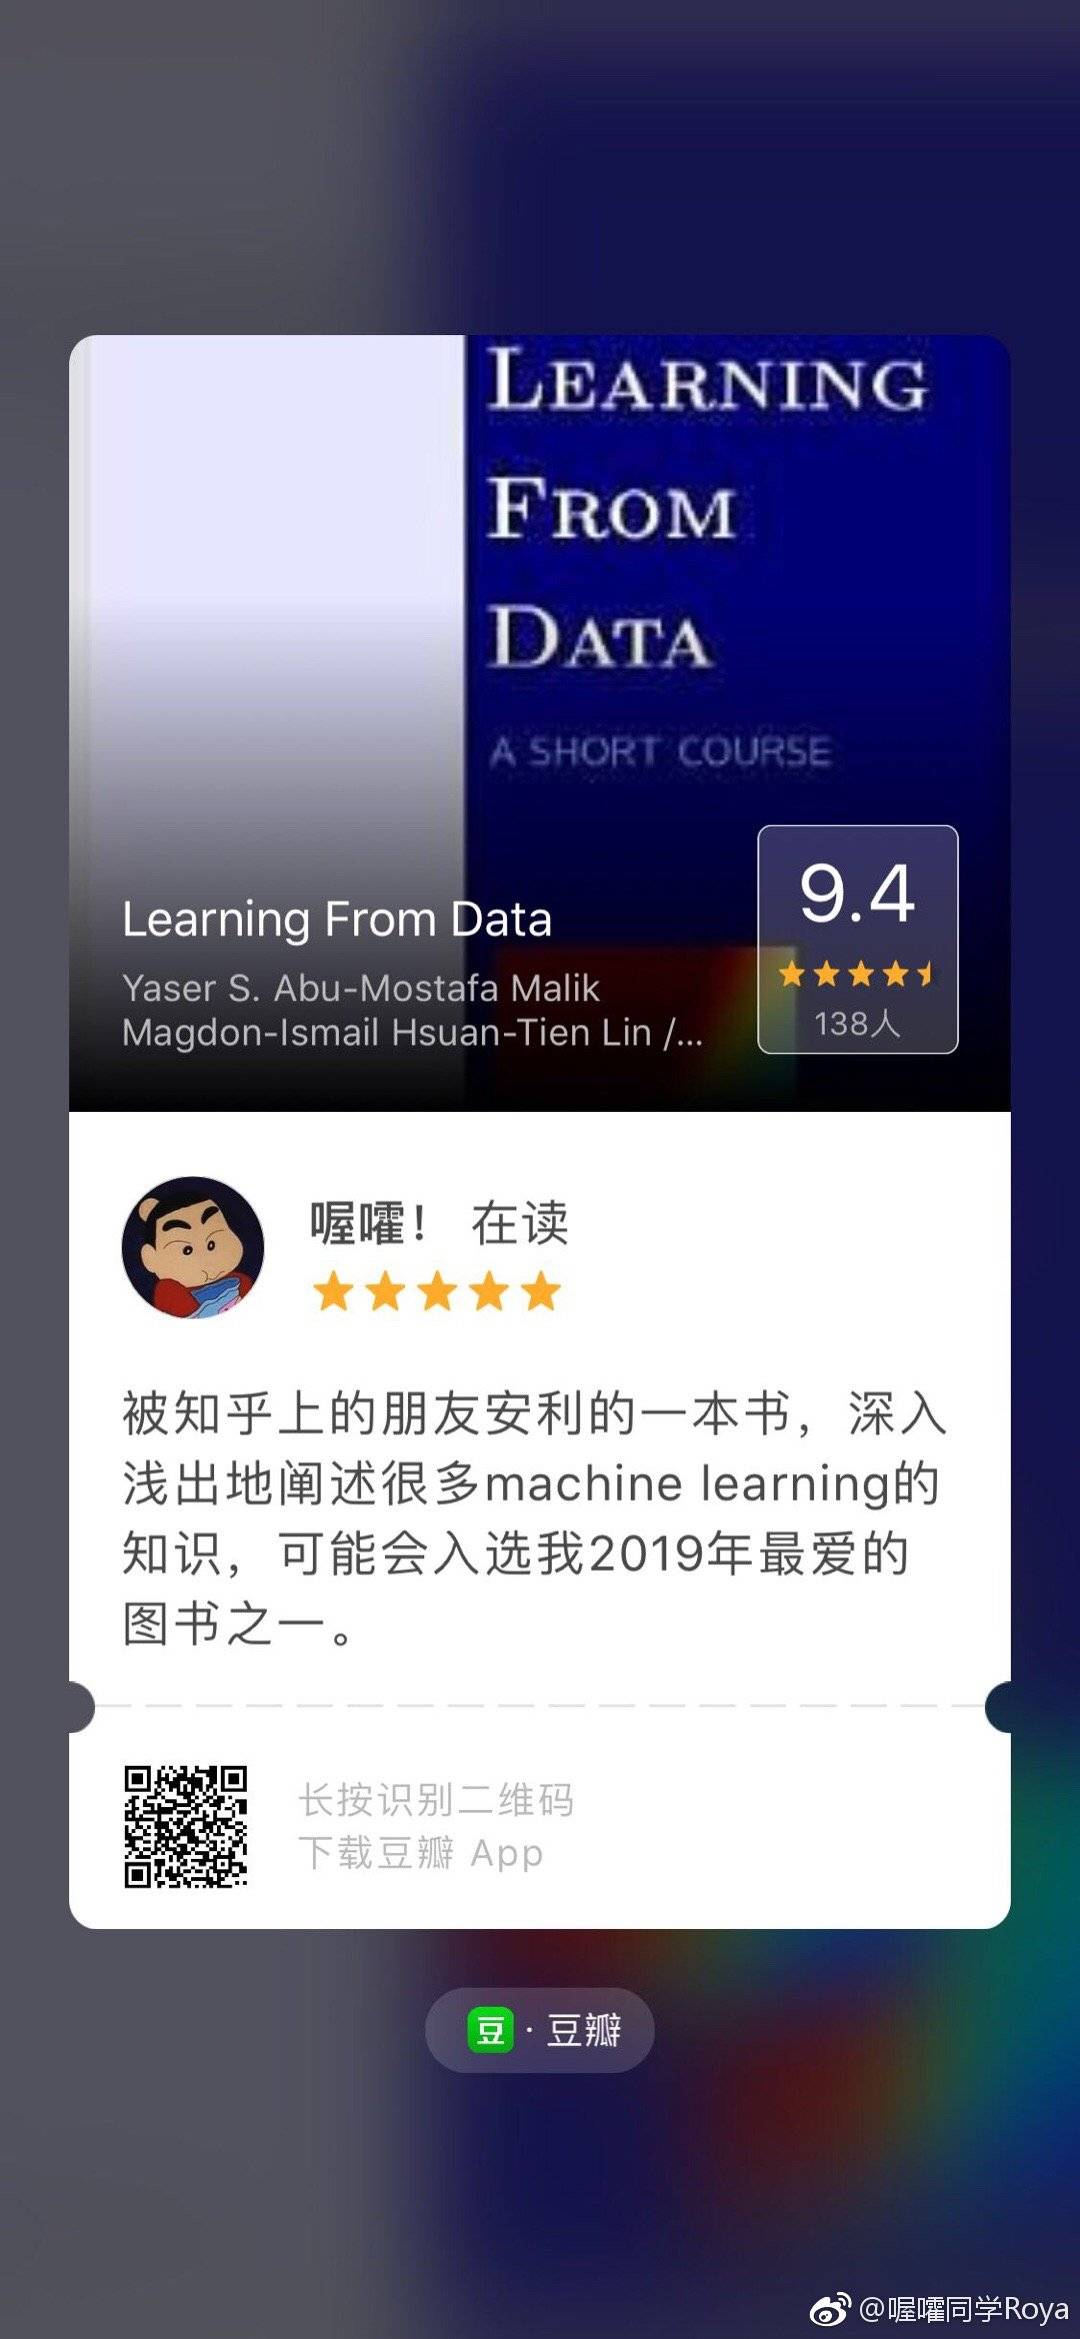 LEARNING
FROM
DATA
A SHORT COURSE
Learning From Data
Yaser S. Abu-Mostafa Malik
Magdon-Ismail Hsuan-Tien Lin /...
9.4
138人
喔嚯！ 在读
被知乎上的朋友安利的一本书，深入
浅出地阐述很多machine learning的
知识，可能会入选我2019年最爱的
图书之一。
长按识别二维码
下载豆瓣 App
豆 · 豆瓣
@喔嚯同学Roya